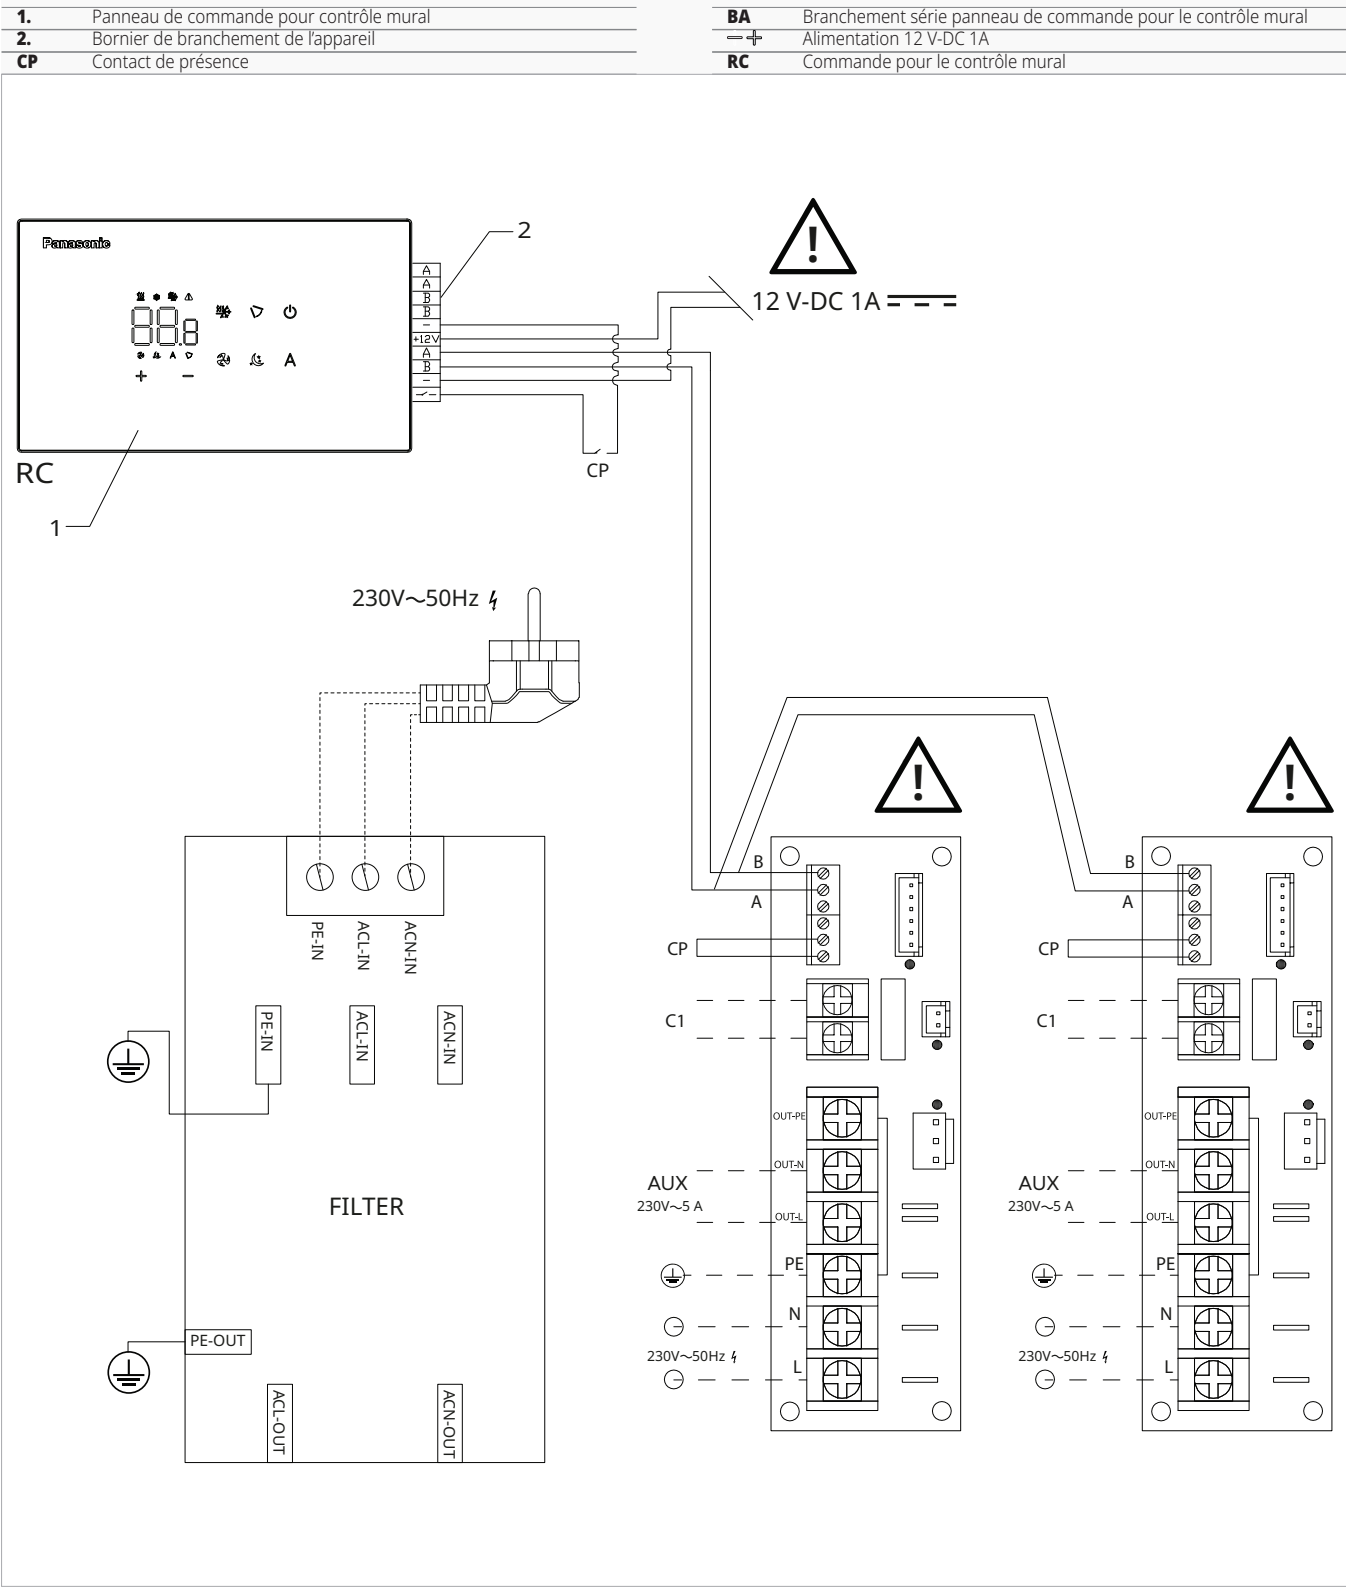 1. Panneau de commande pour contrôle mural
2. Bornier de branchement de l'appareil
CP Contact de présence
BA Branchement série panneau de commande pour le contrôle mural
−+ Alimentation 12 V-DC 1A
RC Commande pour le contrôle mural
Panasonic
88.8
A
+ −
A
A
A
B
B
−
+12V
A
B
−
2
12 V-DC 1A
CP
RC
1
230V~50Hz
PE-IN
ACL-IN
ACN-IN
PE-IN
ACL-IN
ACN-IN
FILTER
PE-OUT
ACL-OUT
ACN-OUT
B
A
CP
C1
OUT-PE
OUT-N
AUX
230V~5 A
OUT-L
PE
N
230V~50Hz
L
B
A
CP
C1
OUT-PE
OUT-N
AUX
230V~5 A
OUT-L
PE
N
230V~50Hz
L